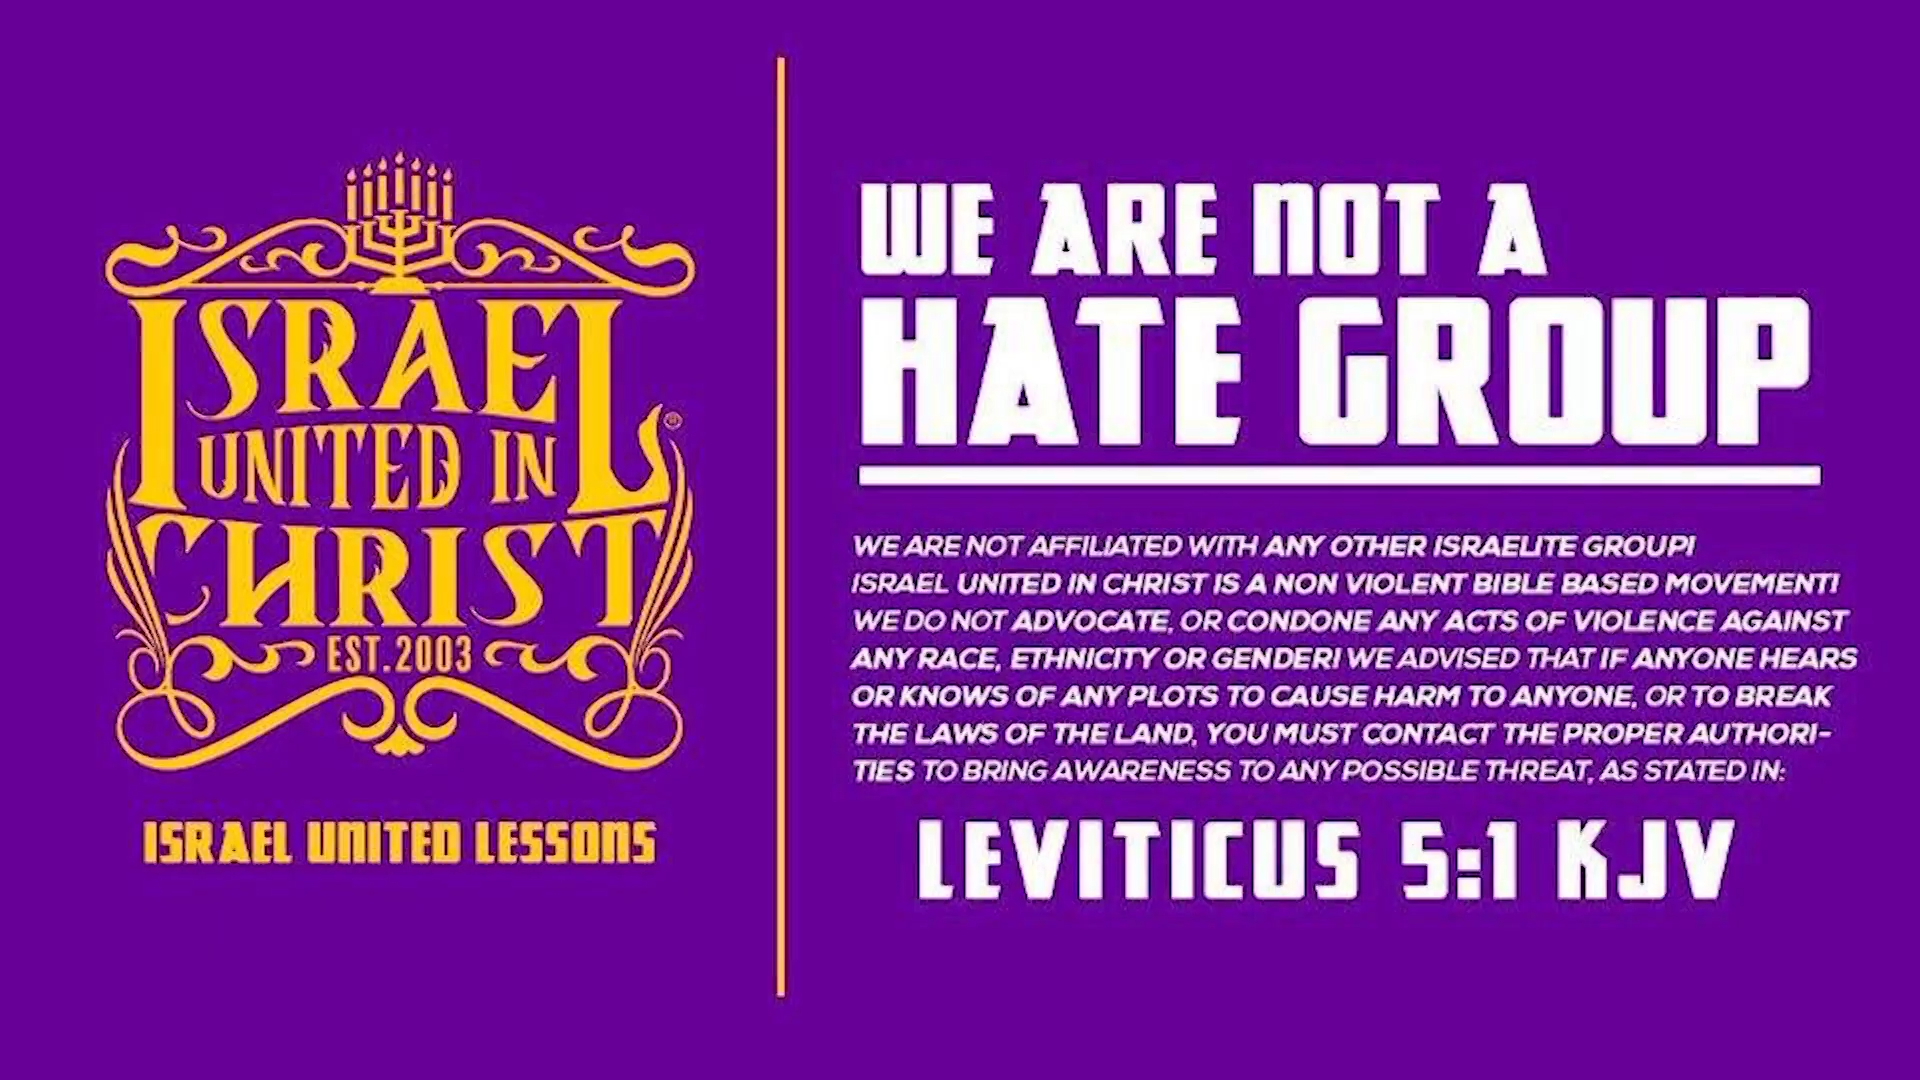 ISRAEL
UNITED IN
CHRIST
®
EST.2003
ISRAEL UNITED LESSONS
WE ARE NOT A
HATE GROUP
WE ARE NOT AFFILIATED WITH ANY OTHER ISRAELITE GROUP!
ISRAEL UNITED IN CHRIST IS A NON VIOLENT BIBLE BASED MOVEMENT!
WE DO NOT ADVOCATE, OR CONDONE ANY ACTS OF VIOLENCE AGAINST
ANY RACE, ETHNICITY OR GENDER! WE ADVISED THAT IF ANYONE HEARS
OR KNOWS OF ANY PLOTS TO CAUSE HARM TO ANYONE, OR TO BREAK
THE LAWS OF THE LAND, YOU MUST CONTACT THE PROPER AUTHORI-
TIES TO BRING AWARENESS TO ANY POSSIBLE THREAT, AS STATED IN:
LEVITICUS 5:1 KJV